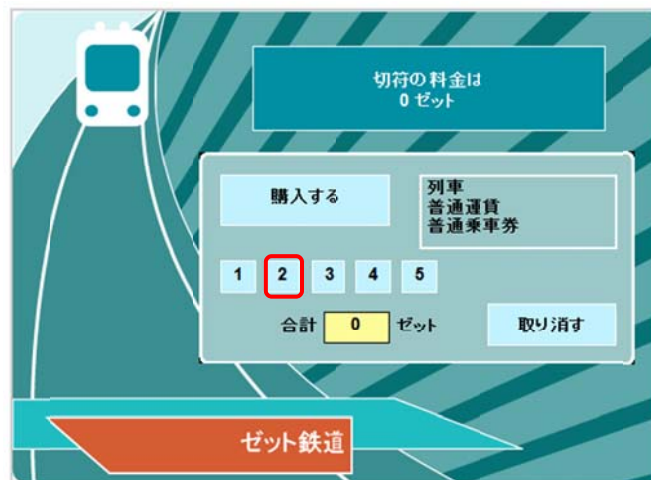 切符の料金は
0 ゼット
購入する
列車
普通運賃
普通乗車券
1 2 3 4 5
合計 0 ゼット
取り消す
ゼット鉄道